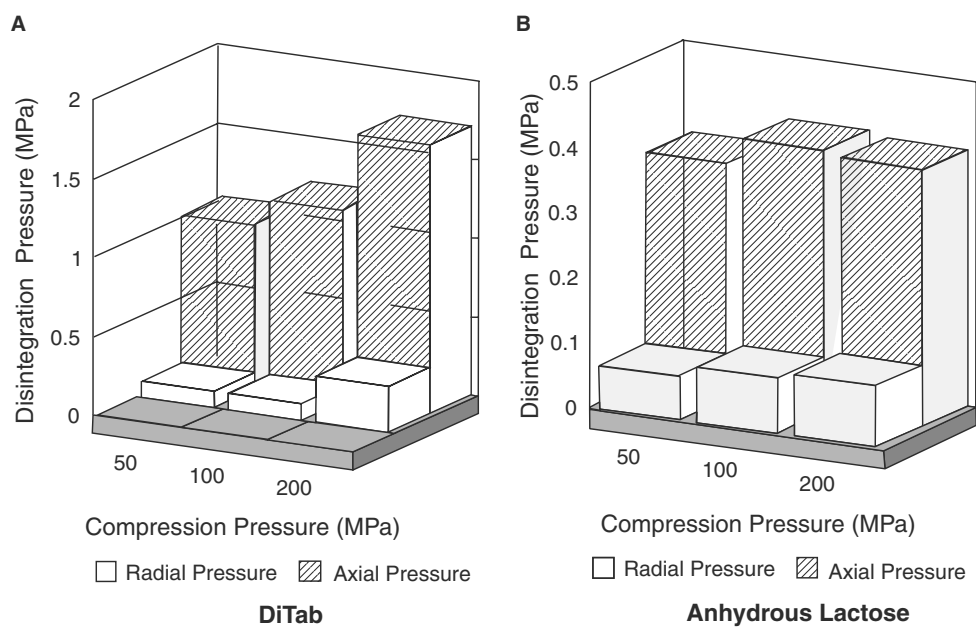 A
Disintegration Pressure (MPa)
2
1.5
1
0.5
0
50
100
200
Compression Pressure (MPa)
Radial Pressure Axial Pressure
DiTab
B
Disintegration Pressure (MPa)
0.5
0.4
0.3
0.2
0.1
0
50
100
200
Compression Pressure (MPa)
Radial Pressure Axial Pressure
Anhydrous Lactose